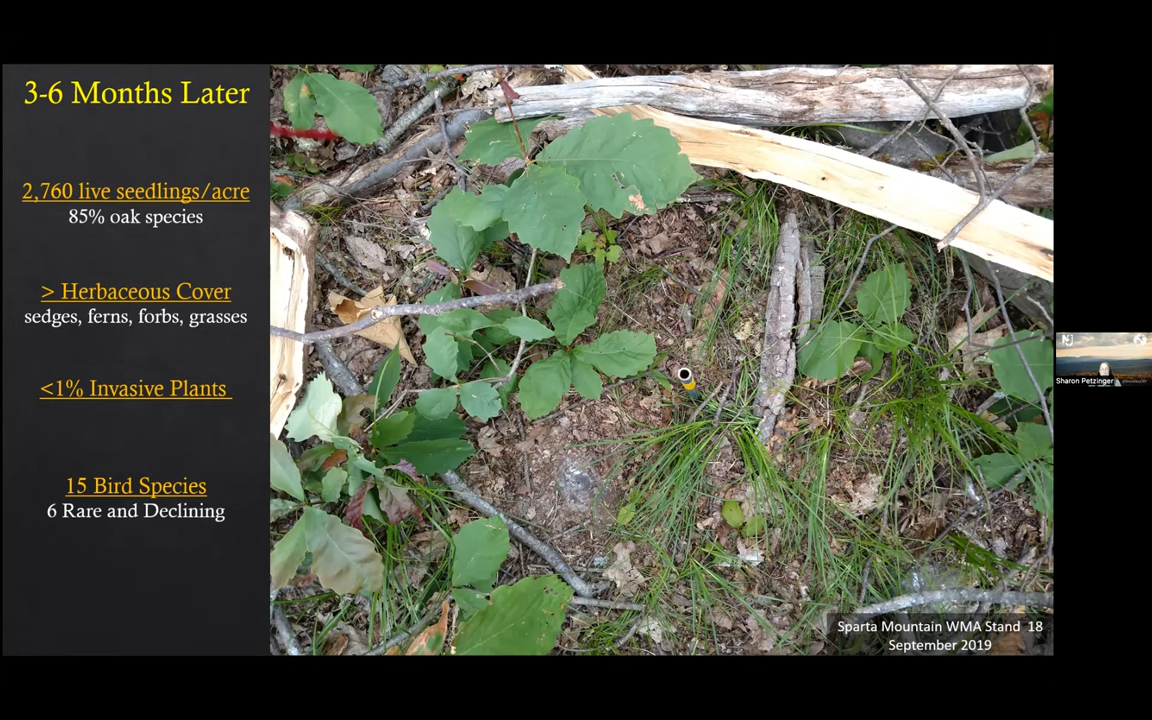 3-6 Months Later
2,760 live seedlings/acre
85% oak species
> Herbaceous Cover
sedges, ferns, forbs, grasses
<1% Invasive Plants
15 Bird Species
6 Rare and Declining
Sparta Mountain WMA Stand 18
September 2019
Sharon Petzinger